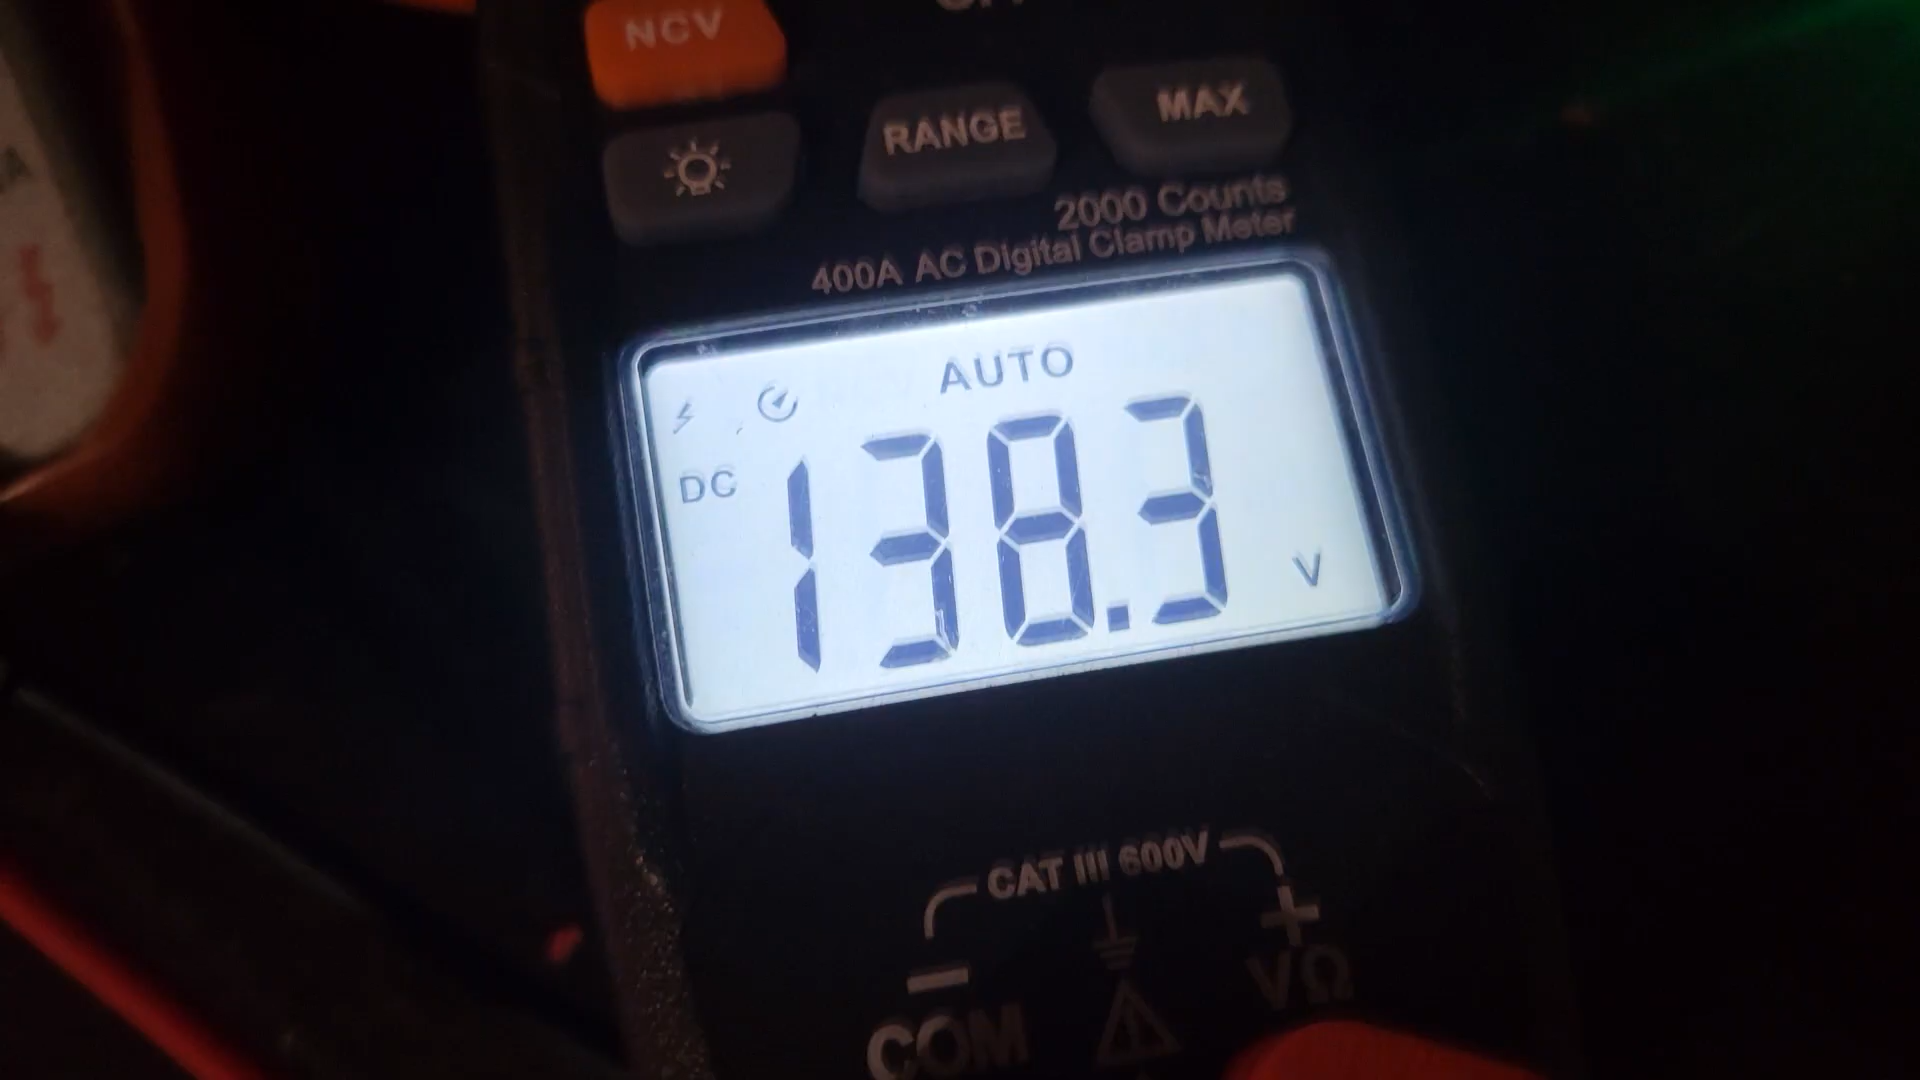 NCV
RANGE
MAX
2000 Counts
400A AC Digital Clamp Meter
AUTO
DC
138.3
V
CAT III 600V
COM
VΩ